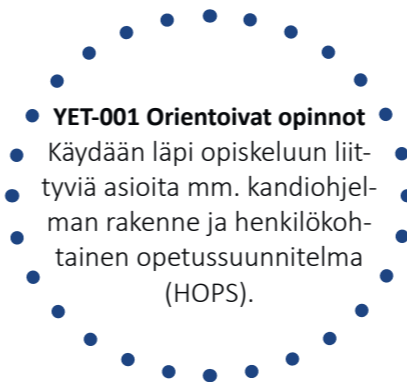 YET-001 Orientoivat opinnot
Käydään läpi opiskeluun liit-
tyviä asioita mm. kandiohjel-
man rakenne ja henkilökoh-
tainen opetussuunnitelma
(HOPS).